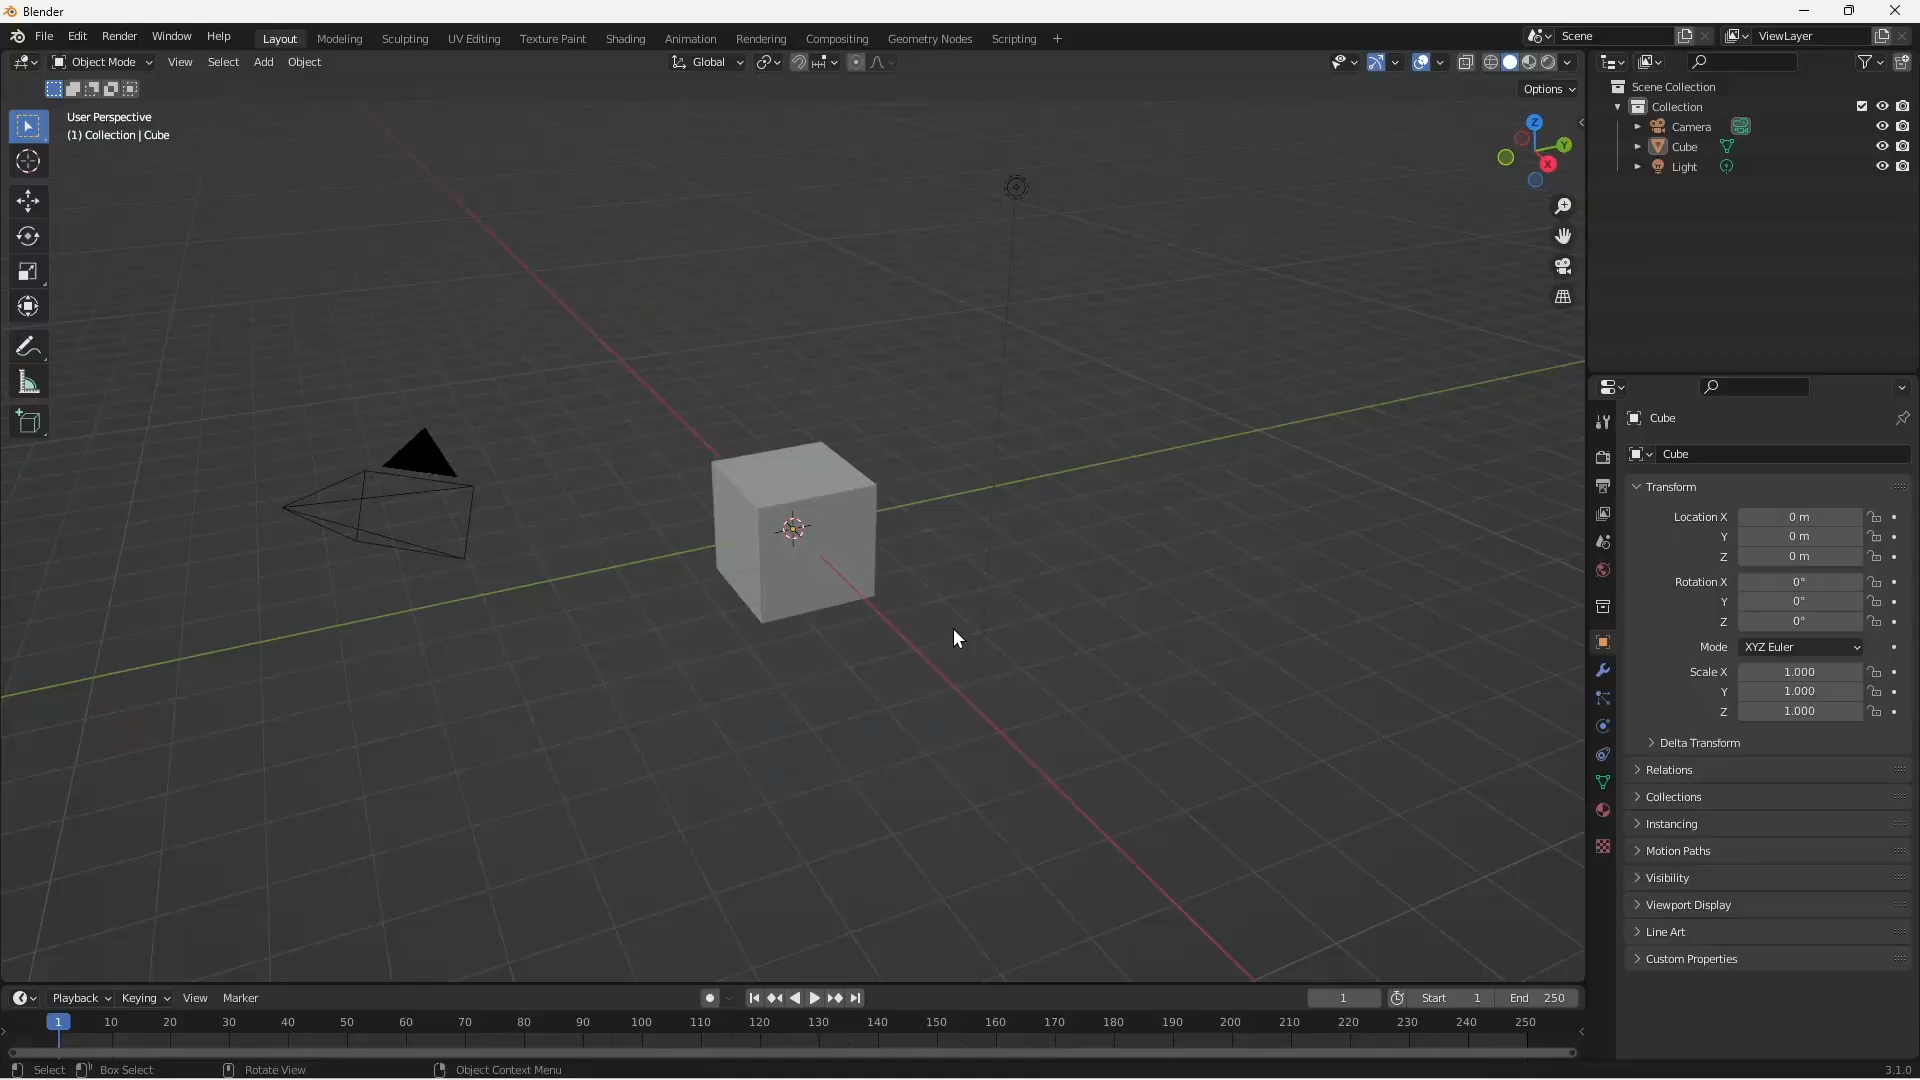 Blender
File Edit Render Window Help Layout Modeling Sculpting UV Editing Texture Paint Shading Animation Rendering Compositing Geometry Nodes Scripting + Scene ViewLayer
Object Mode View Select Add Object Global
Options
User Perspective
(1) Collection | Cube
Z
Y
X
Scene Collection
Collection
Camera
Cube
Light
Cube
Cube
Transform
Location X 0 m
Y 0 m
Z 0 m
Rotation X 0°
Y 0°
Z 0°
Mode XYZ Euler
Scale X 1.000
Y 1.000
Z 1.000
Delta Transform
Relations
Collections
Instancing
Motion Paths
Visibility
Viewport Display
Line Art
Custom Properties
Playback Keying View Marker 1 Start 1 End 250
1 10 20 30 40 50 60 70 80 90 100 110 120 130 140 150 160 170 180 190 200 210 220 230 240 250
Select Box Select Rotate View Object Context Menu 3.1.0